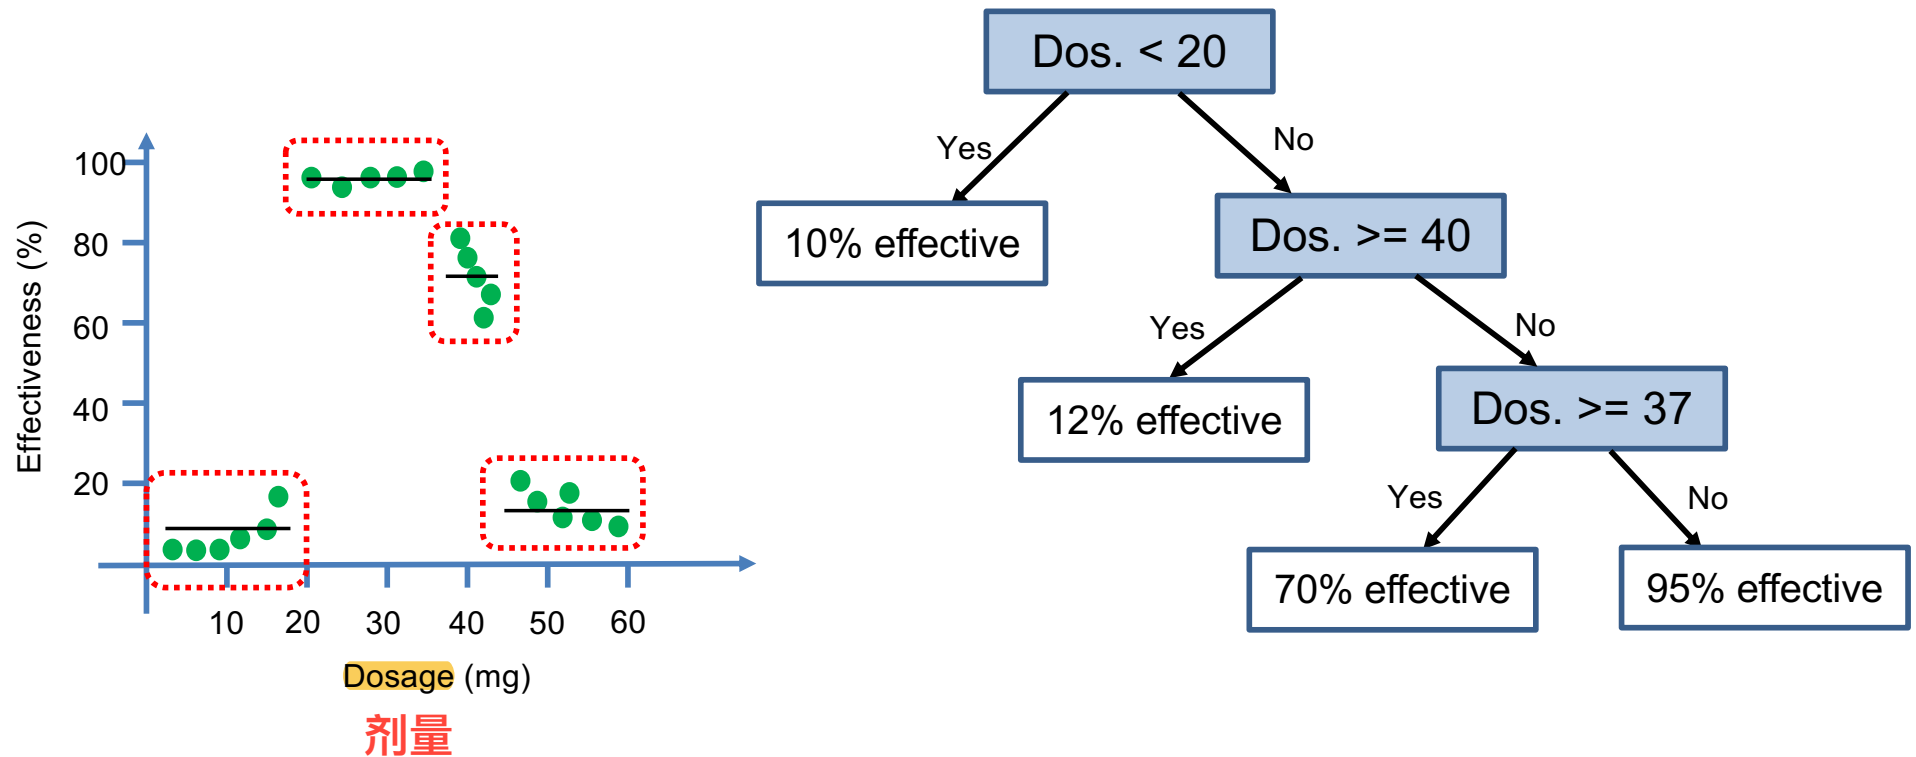 Effectiveness (%)
100
80
60
40
20
10
20
30
40
50
60
Dosage (mg)
剂量
Dos. < 20
Yes
No
10% effective
Dos. >= 40
Yes
No
12% effective
Dos. >= 37
Yes
No
70% effective
95% effective